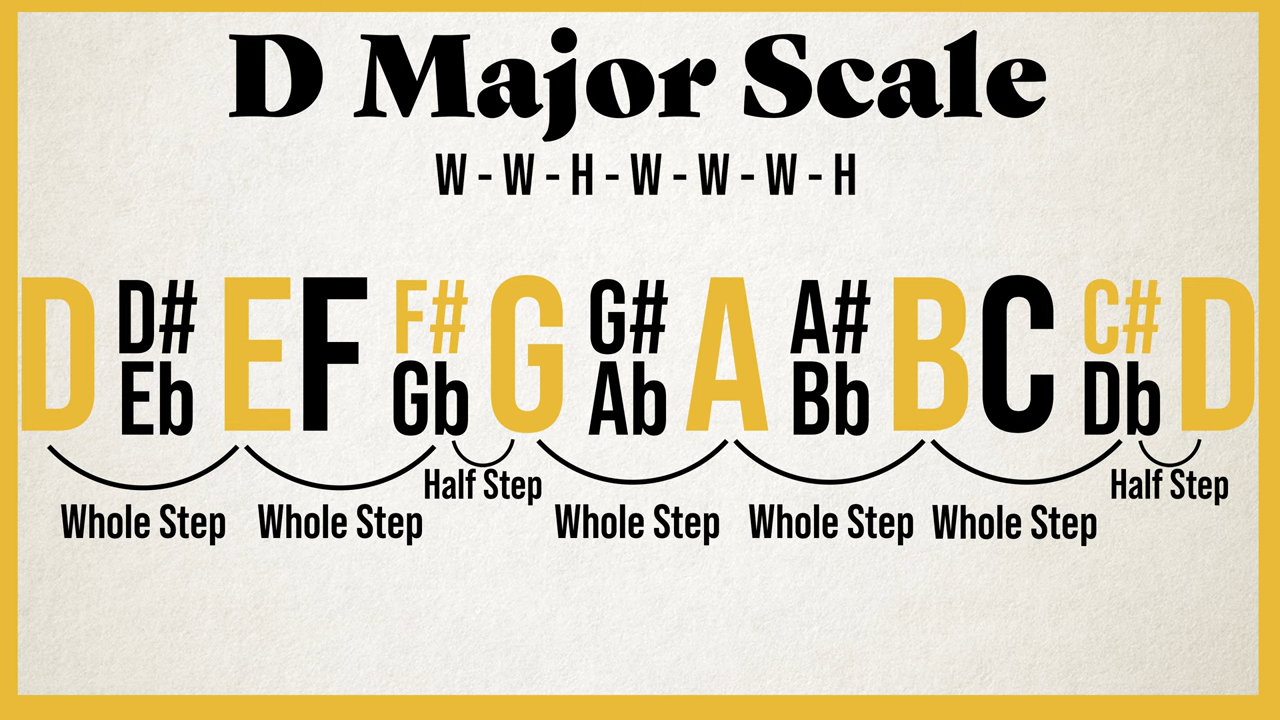 D Major Scale
W - W - H - W - W - W - H
D D# E F F# G G# A A# B C C# D
Eb Gb Ab Bb Db
Half Step Half Step
Whole Step Whole Step Whole Step Whole Step Whole Step